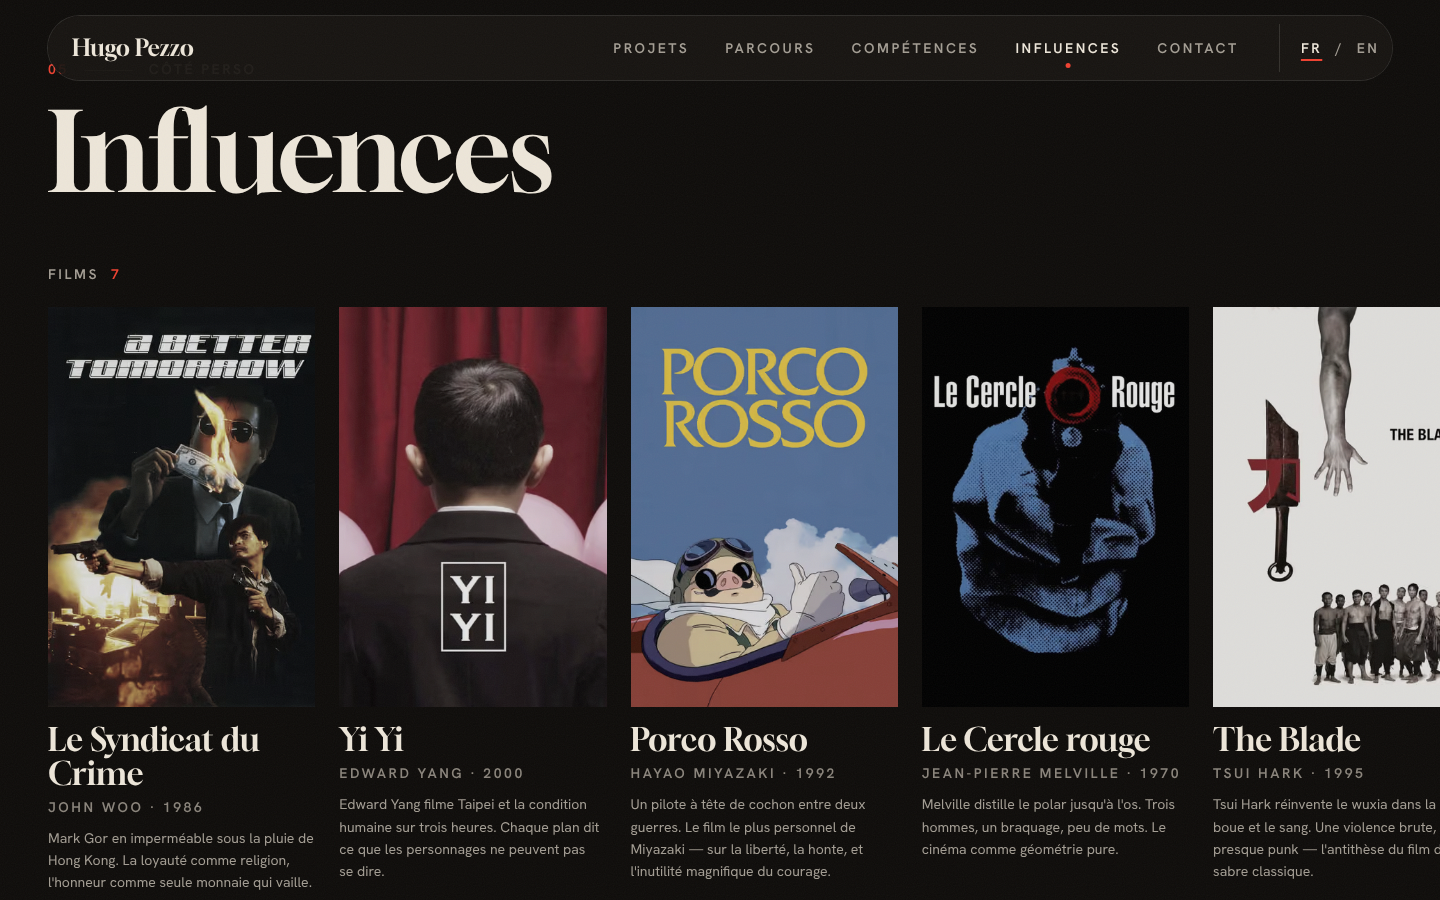 Hugo Pezzo
PROJETS
PARCOURS
COMPÉTENCES
INFLUENCES
CONTACT
FR / EN
CÔTÉ PERSO
Influences
FILMS 7
A BETTER
TOMORROW
YI
YI
PORCO
ROSSO
Le Cercle Rouge
THE BLA
刀
Le Syndicat du
Crime
JOHN WOO · 1986
Mark Gor en imperméable sous la pluie de
Hong Kong. La loyauté comme religion,
l'honneur comme seule monnaie qui vaille.
Yi Yi
EDWARD YANG · 2000
Edward Yang filme Taipei et la condition
humaine sur trois heures. Chaque plan dit
ce que les personnages ne peuvent pas
se dire.
Porco Rosso
HAYAO MIYAZAKI · 1992
Un pilote à tête de cochon entre deux
guerres. Le film le plus personnel de
Miyazaki — sur la liberté, la honte, et
l'inutilité magnifique du courage.
Le Cercle rouge
JEAN-PIERRE MELVILLE · 1970
Melville distille le polar jusqu'à l'os. Trois
hommes, un braquage, peu de mots. Le
cinéma comme géométrie pure.
The Blade
TSUI HARK · 1995
Tsui Hark réinvente le wuxia dans la
boue et le sang. Une violence brute,
presque punk — l'antithèse du film d
sabre classique.